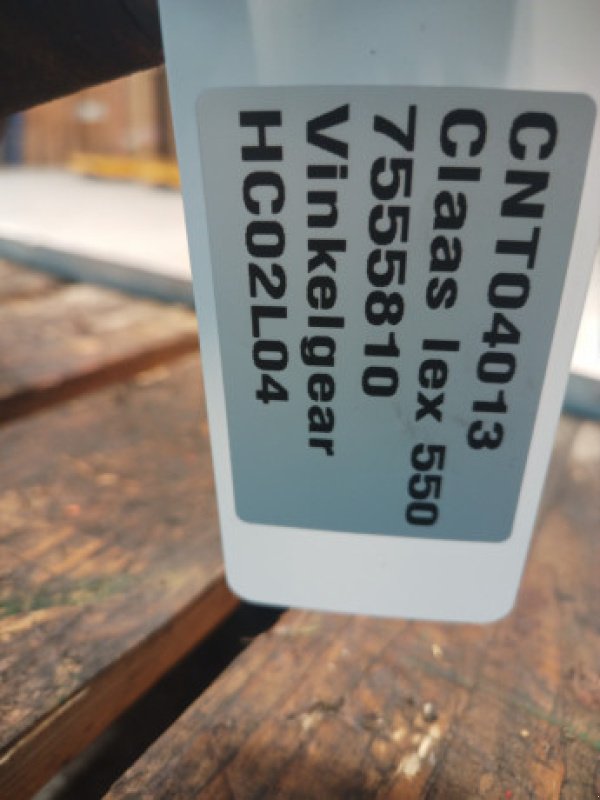 CNT04013
Claas lex 550
7555810
Vinkelgear
HC02L04